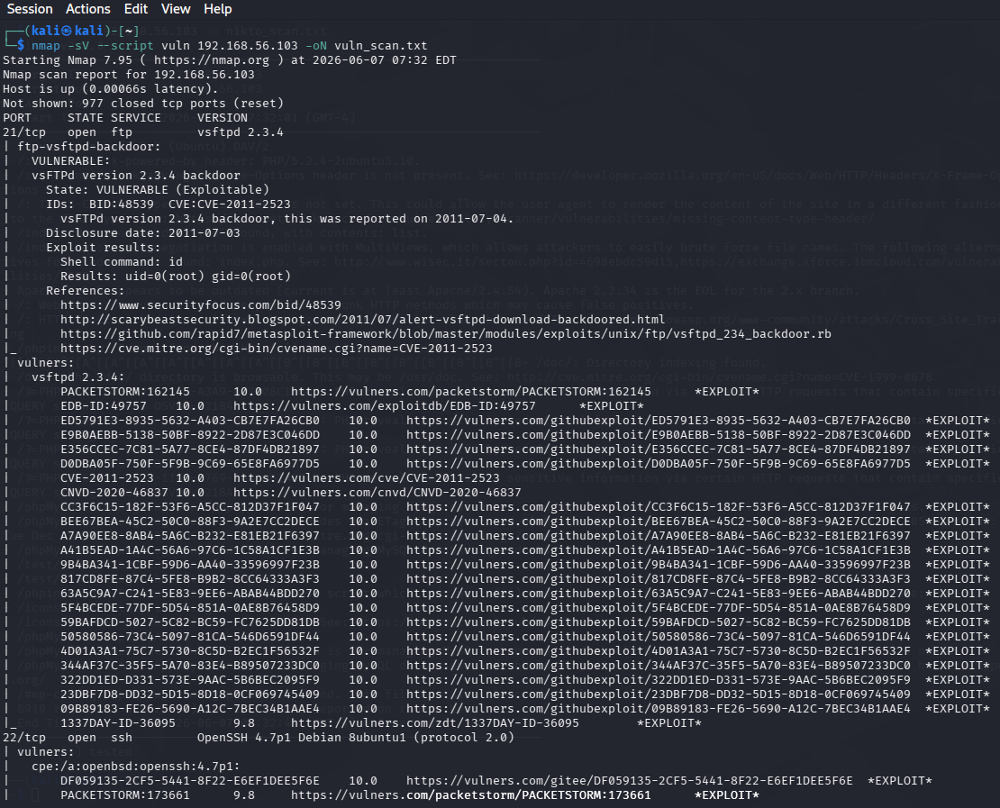 Session Actions Edit View Help
┌──(kali㉿kali)-[~]
└─$ nmap -sV --script vuln 192.168.56.103 -oN vuln_scan.txt
Starting Nmap 7.95 ( https://nmap.org ) at 2026-06-07 07:32 EDT
Nmap scan report for 192.168.56.103
Host is up (0.00066s latency).
Not shown: 977 closed tcp ports (reset)
PORT     STATE SERVICE     VERSION
21/tcp   open  ftp         vsftpd 2.3.4
| ftp-vsftpd-backdoor:
|   VULNERABLE:
|   vsFTPd version 2.3.4 backdoor
|     State: VULNERABLE (Exploitable)
|     IDs:  BID:48539  CVE:CVE-2011-2523
|       vsFTPd version 2.3.4 backdoor, this was reported on 2011-07-04.
|     Disclosure date: 2011-07-03
|     Exploit results:
|       Shell command: id
|       Results: uid=0(root) gid=0(root)
|     References:
|       https://www.securityfocus.com/bid/48539
|       http://scarybeastsecurity.blogspot.com/2011/07/alert-vsftpd-download-backdoored.html
|       https://github.com/rapid7/metasploit-framework/blob/master/modules/exploits/unix/ftp/vsftpd_234_backdoor.rb
|_      https://cve.mitre.org/cgi-bin/cvename.cgi?name=CVE-2011-2523
| vulners:
|   vsftpd 2.3.4:
|       PACKETSTORM:162145      10.0    https://vulners.com/packetstorm/PACKETSTORM:162145      *EXPLOIT*
|       EDB-ID:49757    10.0    https://vulners.com/exploitdb/EDB-ID:49757      *EXPLOIT*
|       ED5791E3-8935-5632-A403-CB7E7FA26CB0    10.0    https://vulners.com/githubexploit/ED5791E3-8935-5632-A403-CB7E7FA26CB0  *EXPLOIT*
|       E9B0AEBB-5138-50BF-8922-2D87E3C046DD    10.0    https://vulners.com/githubexploit/E9B0AEBB-5138-50BF-8922-2D87E3C046DD  *EXPLOIT*
|       E356CCEC-7C81-5A77-8CE4-87DF4DB21897    10.0    https://vulners.com/githubexploit/E356CCEC-7C81-5A77-8CE4-87DF4DB21897  *EXPLOIT*
|       D0DBA05F-750F-5F9B-9C69-65E8FA6977D5    10.0    https://vulners.com/githubexploit/D0DBA05F-750F-5F9B-9C69-65E8FA6977D5  *EXPLOIT*
|       CVE-2011-2523   10.0    https://vulners.com/cve/CVE-2011-2523
|       CNVD-2020-46837 10.0    https://vulners.com/cnvd/CNVD-2020-46837
|       CC3F6C15-182F-53F6-A5CC-812D37F1F047    10.0    https://vulners.com/githubexploit/CC3F6C15-182F-53F6-A5CC-812D37F1F047  *EXPLOIT*
|       BEE67BEA-45C2-50C0-88F3-9A2E7CC2DECE    10.0    https://vulners.com/githubexploit/BEE67BEA-45C2-50C0-88F3-9A2E7CC2DECE  *EXPLOIT*
|       A7A90EE8-8AB4-5A6C-B232-E81EB21F6397    10.0    https://vulners.com/githubexploit/A7A90EE8-8AB4-5A6C-B232-E81EB21F6397  *EXPLOIT*
|       A41B5EAD-1A4C-56A6-97C6-1C58A1CF1E3B    10.0    https://vulners.com/githubexploit/A41B5EAD-1A4C-56A6-97C6-1C58A1CF1E3B  *EXPLOIT*
|       9B4BA341-1CBF-59D6-AA40-33596997F23B    10.0    https://vulners.com/githubexploit/9B4BA341-1CBF-59D6-AA40-33596997F23B  *EXPLOIT*
|       817CD8FE-87C4-5FE8-B9B2-8CC64333A3F3    10.0    https://vulners.com/githubexploit/817CD8FE-87C4-5FE8-B9B2-8CC64333A3F3  *EXPLOIT*
|       63A5C9A7-C241-5E83-9EE6-ABAB44BDD270    10.0    https://vulners.com/githubexploit/63A5C9A7-C241-5E83-9EE6-ABAB44BDD270  *EXPLOIT*
|       5F4BCEDE-77DF-5D54-851A-0AE8B76458D9    10.0    https://vulners.com/githubexploit/5F4BCEDE-77DF-5D54-851A-0AE8B76458D9  *EXPLOIT*
|       59BAFDCD-5027-5C82-BC59-FC7625DD81DB    10.0    https://vulners.com/githubexploit/59BAFDCD-5027-5C82-BC59-FC7625DD81DB  *EXPLOIT*
|       50580586-73C4-5097-81CA-546D6591DF44    10.0    https://vulners.com/githubexploit/50580586-73C4-5097-81CA-546D6591DF44  *EXPLOIT*
|       4D01A3A1-75C7-5730-8C5D-B2EC1F56532F    10.0    https://vulners.com/githubexploit/4D01A3A1-75C7-5730-8C5D-B2EC1F56532F  *EXPLOIT*
|       344AF37C-35F5-5A70-83E4-B89507233DC0    10.0    https://vulners.com/githubexploit/344AF37C-35F5-5A70-83E4-B89507233DC0  *EXPLOIT*
|       322DD1ED-D331-573E-9AAC-5B6BEC2095F9    10.0    https://vulners.com/githubexploit/322DD1ED-D331-573E-9AAC-5B6BEC2095F9  *EXPLOIT*
|       23DBF7D8-DD32-5D15-8D18-0CF069745409    10.0    https://vulners.com/githubexploit/23DBF7D8-DD32-5D15-8D18-0CF069745409  *EXPLOIT*
|       09B89183-FE26-5690-A12C-7BEC34B1AAE4    10.0    https://vulners.com/githubexploit/09B89183-FE26-5690-A12C-7BEC34B1AAE4  *EXPLOIT*
|_      1337DAY-ID-36095        9.8     https://vulners.com/zdt/1337DAY-ID-36095        *EXPLOIT*
22/tcp   open  ssh         OpenSSH 4.7p1 Debian 8ubuntu1 (protocol 2.0)
| vulners:
|   cpe:/a:openbsd:openssh:4.7p1:
|       DF059135-2CF5-5441-8F22-E6EF1DEE5F6E    10.0    https://vulners.com/gitee/DF059135-2CF5-5441-8F22-E6EF1DEE5F6E  *EXPLOIT*
|       PACKETSTORM:173661      9.8     https://vulners.com/packetstorm/PACKETSTORM:173661      *EXPLOIT*